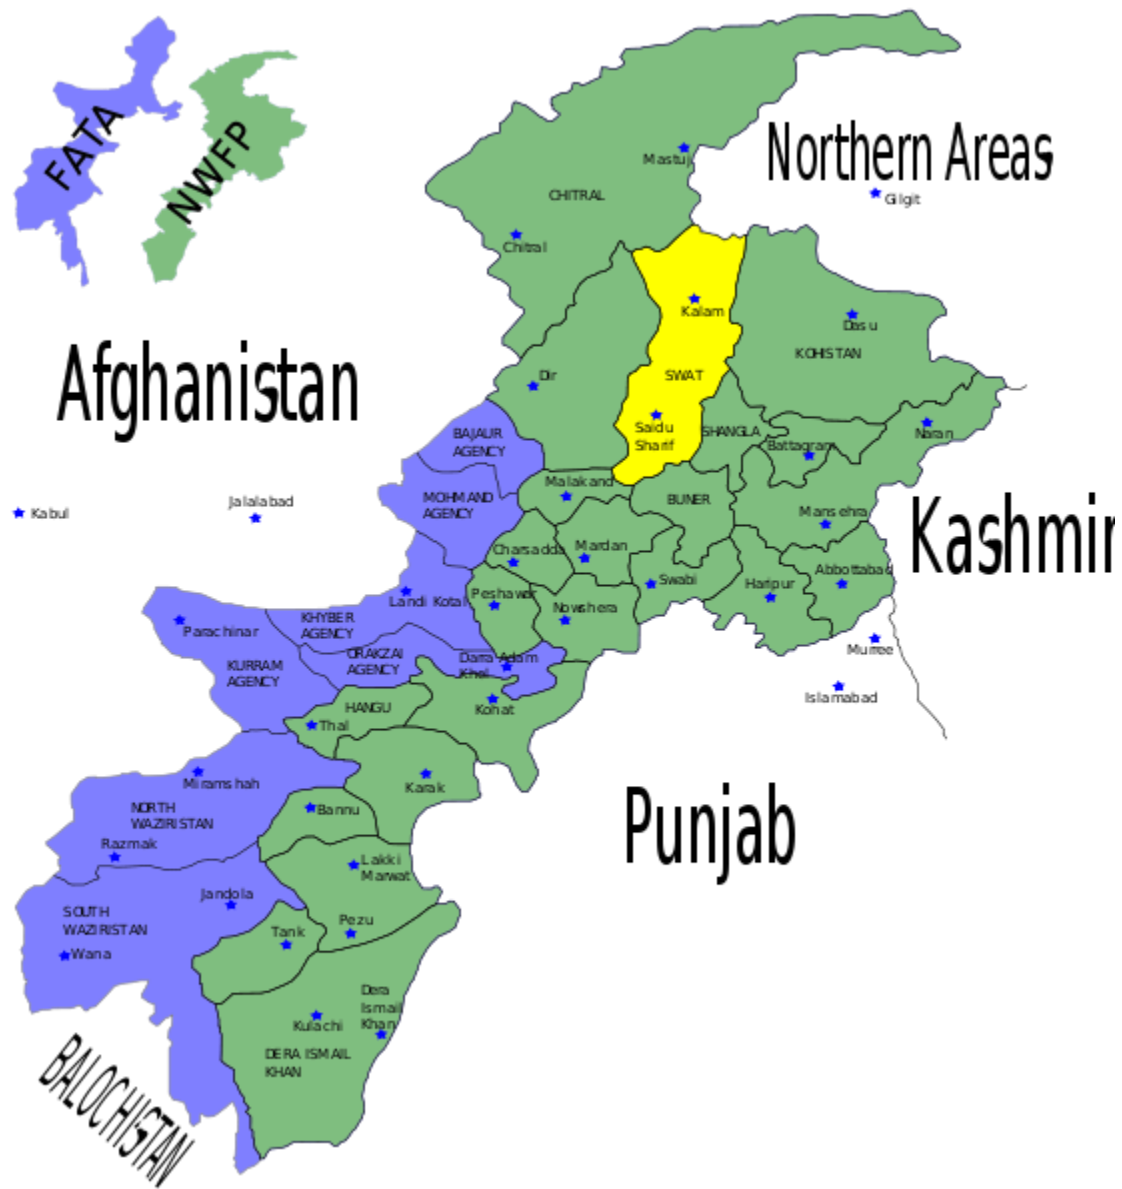 FATA
NWFP
Northern Areas
Gilgit
Mastuj
CHITRAL
Chitral
Kalam
Dasu
KOHISTAN
Afghanistan
Dir
SWAT
Saidu
Sharif
SHANGLA
Battagram
Naran
BAJAUR
AGENCY
Malakand
BUNER
MOHMAND
AGENCY
Mansehra
Kashmir
Kabul
Jalalabad
Charsadda
Mardan
Swabi
Haripur
Abbottabad
Landi Kotal
Peshawar
Nowshera
Parachinar
KHYBER
AGENCY
ORAKZAI
AGENCY
Darra Adam
Khel
KURRAM
AGENCY
Murree
Islamabad
HANGU
Thal
Kohat
Miramshah
Karak
NORTH
WAZIRISTAN
Bannu
Punjab
Razmak
Lakki
Marwat
Jandola
SOUTH
WAZIRISTAN
Wana
Tank
Pezu
Dera
Ismail
Khan
Kulachi
DERA ISMAIL
KHAN
BALOCHISTAN